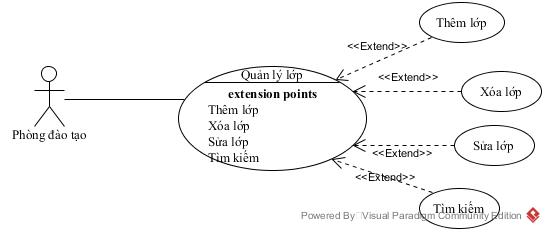 Thêm lớp
<<Extend>>
Quản lý lớp
<<Extend>>
extension points
Thêm lớp
Xóa lớp
Xóa lớp
Phòng đào tạo
Sửa lớp
<<Extend>>
Sửa lớp
Tìm kiếm
<<Extend>>
Tìm kiếm
Powered By Visual Paradigm Community Edition